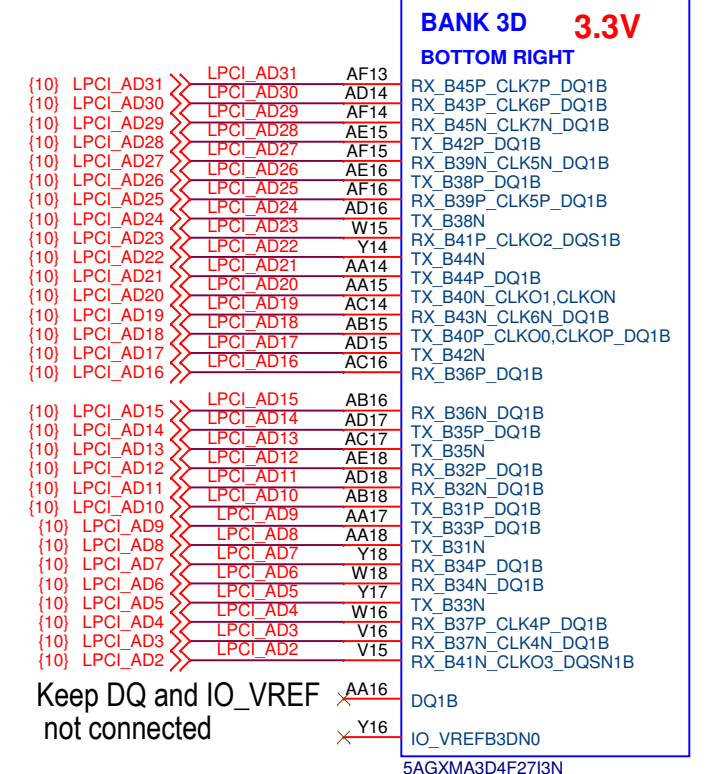 BANK 3D 3.3V
BOTTOM RIGHT
{10} LPCI_AD31 LPCI_AD31 AF13 RX_B45P_CLK7P_DQ1B
{10} LPCI_AD30 LPCI_AD30 AD14 RX_B43P_CLK6P_DQ1B
{10} LPCI_AD29 LPCI_AD29 AF14 RX_B45N_CLK7N_DQ1B
{10} LPCI_AD28 LPCI_AD28 AE15 TX_B42P_DQ1B
{10} LPCI_AD27 LPCI_AD27 AF15 RX_B39N_CLK5N_DQ1B
{10} LPCI_AD26 LPCI_AD26 AE16 TX_B38P_DQ1B
{10} LPCI_AD25 LPCI_AD25 AF16 RX_B39P_CLK5P_DQ1B
{10} LPCI_AD24 LPCI_AD24 AD16 TX_B38N
{10} LPCI_AD23 LPCI_AD23 W15 RX_B41P_CLKO2_DQS1B
{10} LPCI_AD22 LPCI_AD22 Y14 TX_B44N
{10} LPCI_AD21 LPCI_AD21 AA14 TX_B44P_DQ1B
{10} LPCI_AD20 LPCI_AD20 AA15 TX_B40N_CLKO1,CLKON
{10} LPCI_AD19 LPCI_AD19 AC14 RX_B43N_CLK6N_DQ1B
{10} LPCI_AD18 LPCI_AD18 AB15 TX_B40P_CLKO0,CLKOP_DQ1B
{10} LPCI_AD17 LPCI_AD17 AD15 TX_B42N
{10} LPCI_AD16 LPCI_AD16 AC16 RX_B36P_DQ1B
{10} LPCI_AD15 LPCI_AD15 AB16 RX_B36N_DQ1B
{10} LPCI_AD14 LPCI_AD14 AD17 TX_B35P_DQ1B
{10} LPCI_AD13 LPCI_AD13 AC17 TX_B35N
{10} LPCI_AD12 LPCI_AD12 AE18 RX_B32P_DQ1B
{10} LPCI_AD11 LPCI_AD11 AD18 RX_B32N_DQ1B
{10} LPCI_AD10 LPCI_AD10 AB18 TX_B31P_DQ1B
{10} LPCI_AD9 LPCI_AD9 AA17 TX_B33P_DQ1B
{10} LPCI_AD8 LPCI_AD8 AA18 TX_B31N
{10} LPCI_AD7 LPCI_AD7 Y18 RX_B34P_DQ1B
{10} LPCI_AD6 LPCI_AD6 W18 RX_B34N_DQ1B
{10} LPCI_AD5 LPCI_AD5 Y17 TX_B33N
{10} LPCI_AD4 LPCI_AD4 W16 RX_B37P_CLK4P_DQ1B
{10} LPCI_AD3 LPCI_AD3 V16 RX_B37N_CLK4N_DQ1B
{10} LPCI_AD2 LPCI_AD2 V15 RX_B41N_CLKO3_DQSN1B
Keep DQ and IO_VREF AA16 DQ1B
not connected Y16 IO_VREFB3DN0
5AGXMA3D4F27I3N